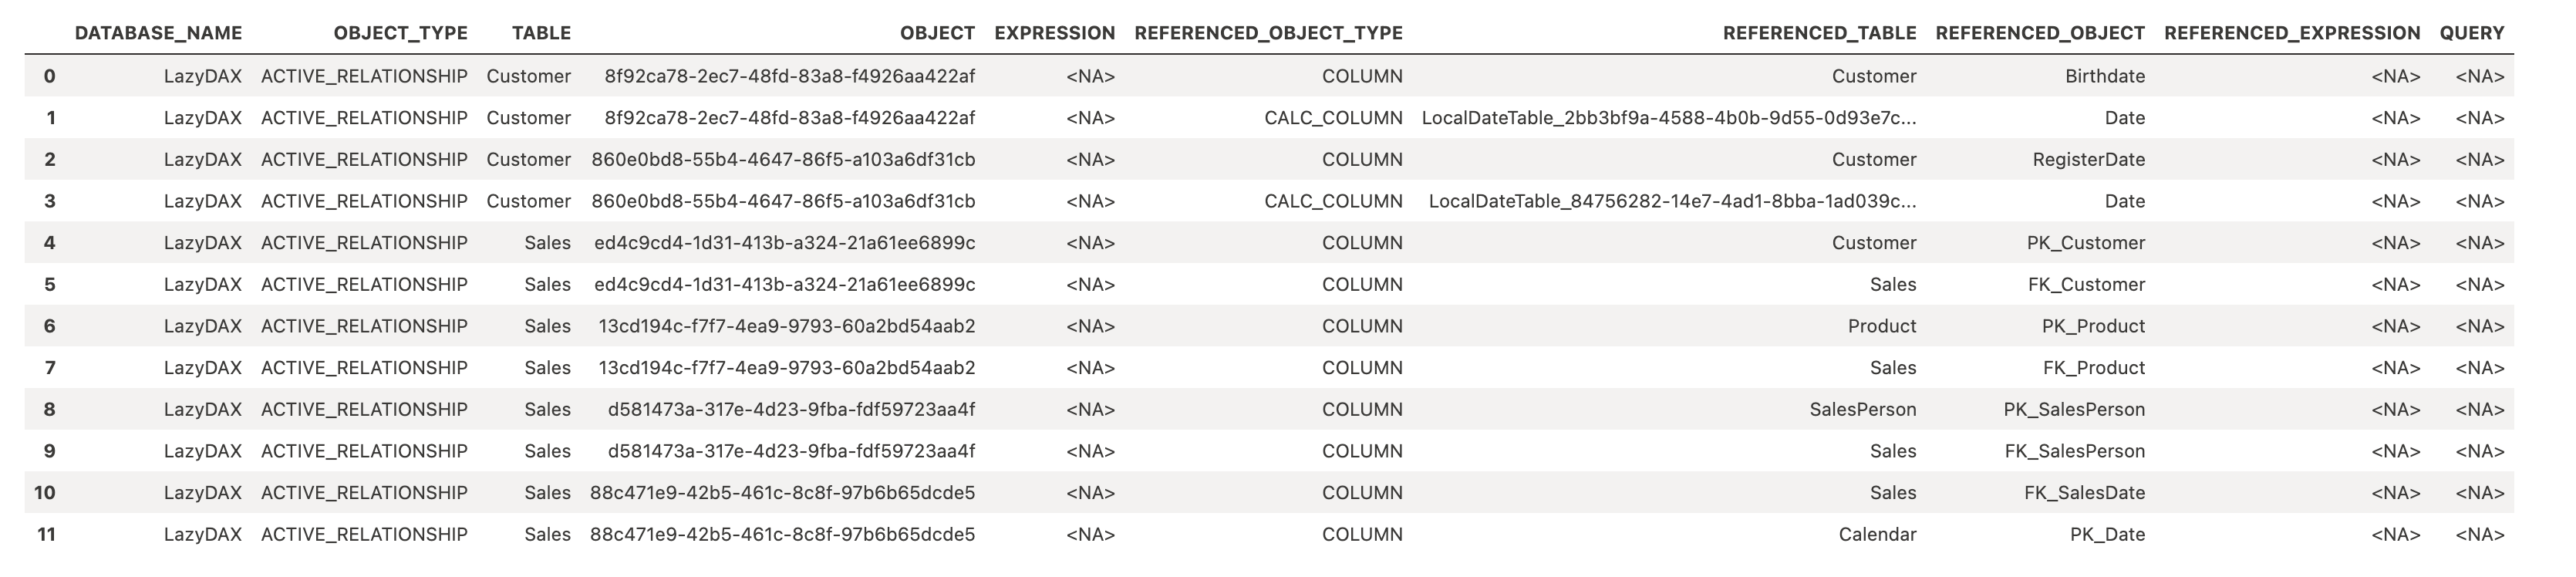 DATABASE_NAME OBJECT_TYPE TABLE OBJECT EXPRESSION REFERENCED_OBJECT_TYPE REFERENCED_TABLE REFERENCED_OBJECT REFERENCED_EXPRESSION QUERY
0 LazyDAX ACTIVE_RELATIONSHIP Customer 8f92ca78-2ec7-48fd-83a8-f4926aa422af <NA> COLUMN Customer Birthdate <NA> <NA>
1 LazyDAX ACTIVE_RELATIONSHIP Customer 8f92ca78-2ec7-48fd-83a8-f4926aa422af <NA> CALC_COLUMN LocalDateTable_2bb3bf9a-4588-4b0b-9d55-0d93e7c... Date <NA> <NA>
2 LazyDAX ACTIVE_RELATIONSHIP Customer 860e0bd8-55b4-4647-86f5-a103a6df31cb <NA> COLUMN Customer RegisterDate <NA> <NA>
3 LazyDAX ACTIVE_RELATIONSHIP Customer 860e0bd8-55b4-4647-86f5-a103a6df31cb <NA> CALC_COLUMN LocalDateTable_84756282-14e7-4ad1-8bba-1ad039c... Date <NA> <NA>
4 LazyDAX ACTIVE_RELATIONSHIP Sales ed4c9cd4-1d31-413b-a324-21a61ee6899c <NA> COLUMN Customer PK_Customer <NA> <NA>
5 LazyDAX ACTIVE_RELATIONSHIP Sales ed4c9cd4-1d31-413b-a324-21a61ee6899c <NA> COLUMN Sales FK_Customer <NA> <NA>
6 LazyDAX ACTIVE_RELATIONSHIP Sales 13cd194c-f7f7-4ea9-9793-60a2bd54aab2 <NA> COLUMN Product PK_Product <NA> <NA>
7 LazyDAX ACTIVE_RELATIONSHIP Sales 13cd194c-f7f7-4ea9-9793-60a2bd54aab2 <NA> COLUMN Sales FK_Product <NA> <NA>
8 LazyDAX ACTIVE_RELATIONSHIP Sales d581473a-317e-4d23-9fba-fdf59723aa4f <NA> COLUMN SalesPerson PK_SalesPerson <NA> <NA>
9 LazyDAX ACTIVE_RELATIONSHIP Sales d581473a-317e-4d23-9fba-fdf59723aa4f <NA> COLUMN Sales FK_SalesPerson <NA> <NA>
10 LazyDAX ACTIVE_RELATIONSHIP Sales 88c471e9-42b5-461c-8c8f-97b6b65dcde5 <NA> COLUMN Sales FK_SalesDate <NA> <NA>
11 LazyDAX ACTIVE_RELATIONSHIP Sales 88c471e9-42b5-461c-8c8f-97b6b65dcde5 <NA> COLUMN Calendar PK_Date <NA> <NA>